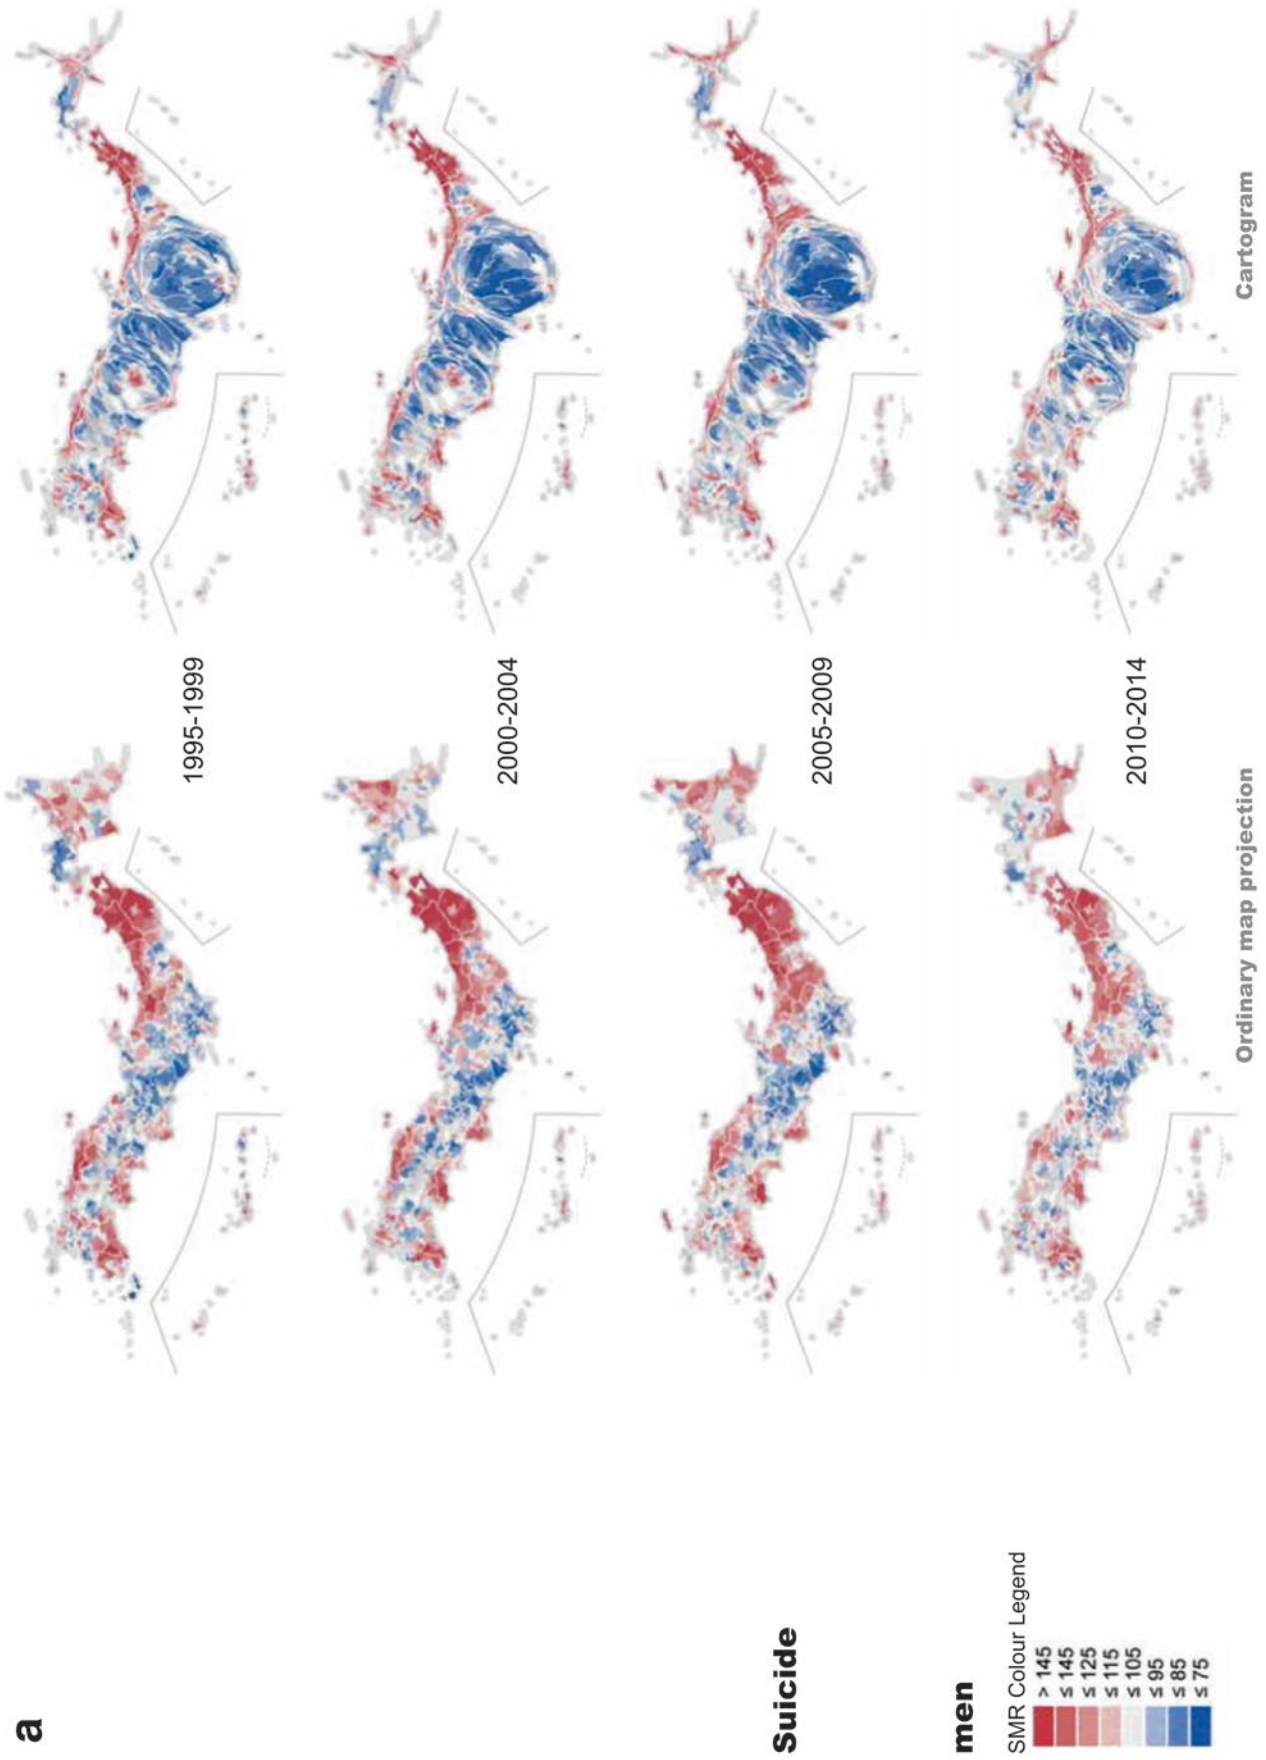 a
Suicide
men
SMR Colour Legend
> 145
≤ 145
≤ 125
≤ 115
≤ 105
≤ 95
≤ 85
≤ 75
1995-1999
2000-2004
2005-2009
2010-2014
Ordinary map projection
Cartogram